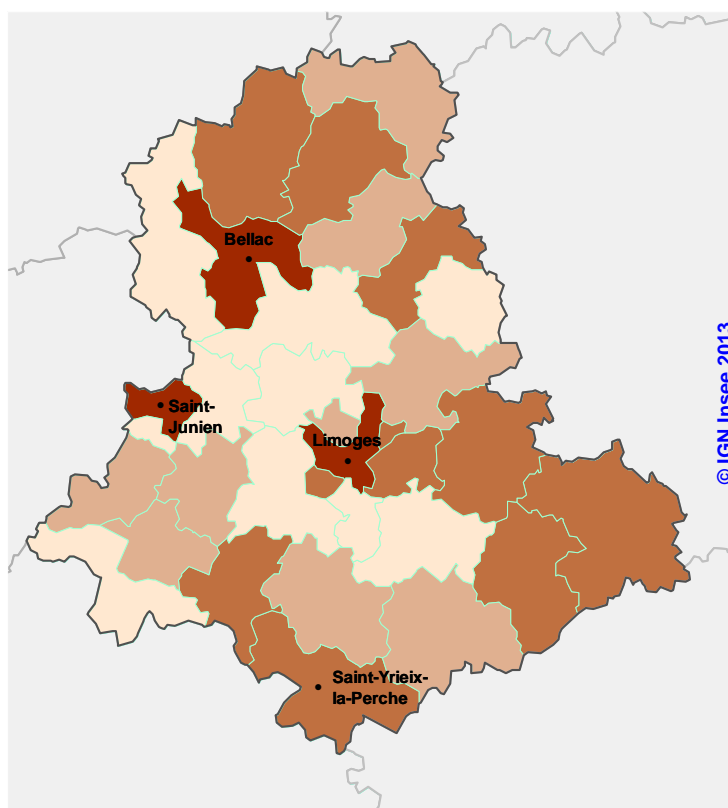 Bellac
Saint-
Junien
Limoges
Saint-Yrieix-
la-Perche
© IGN Insee 2013